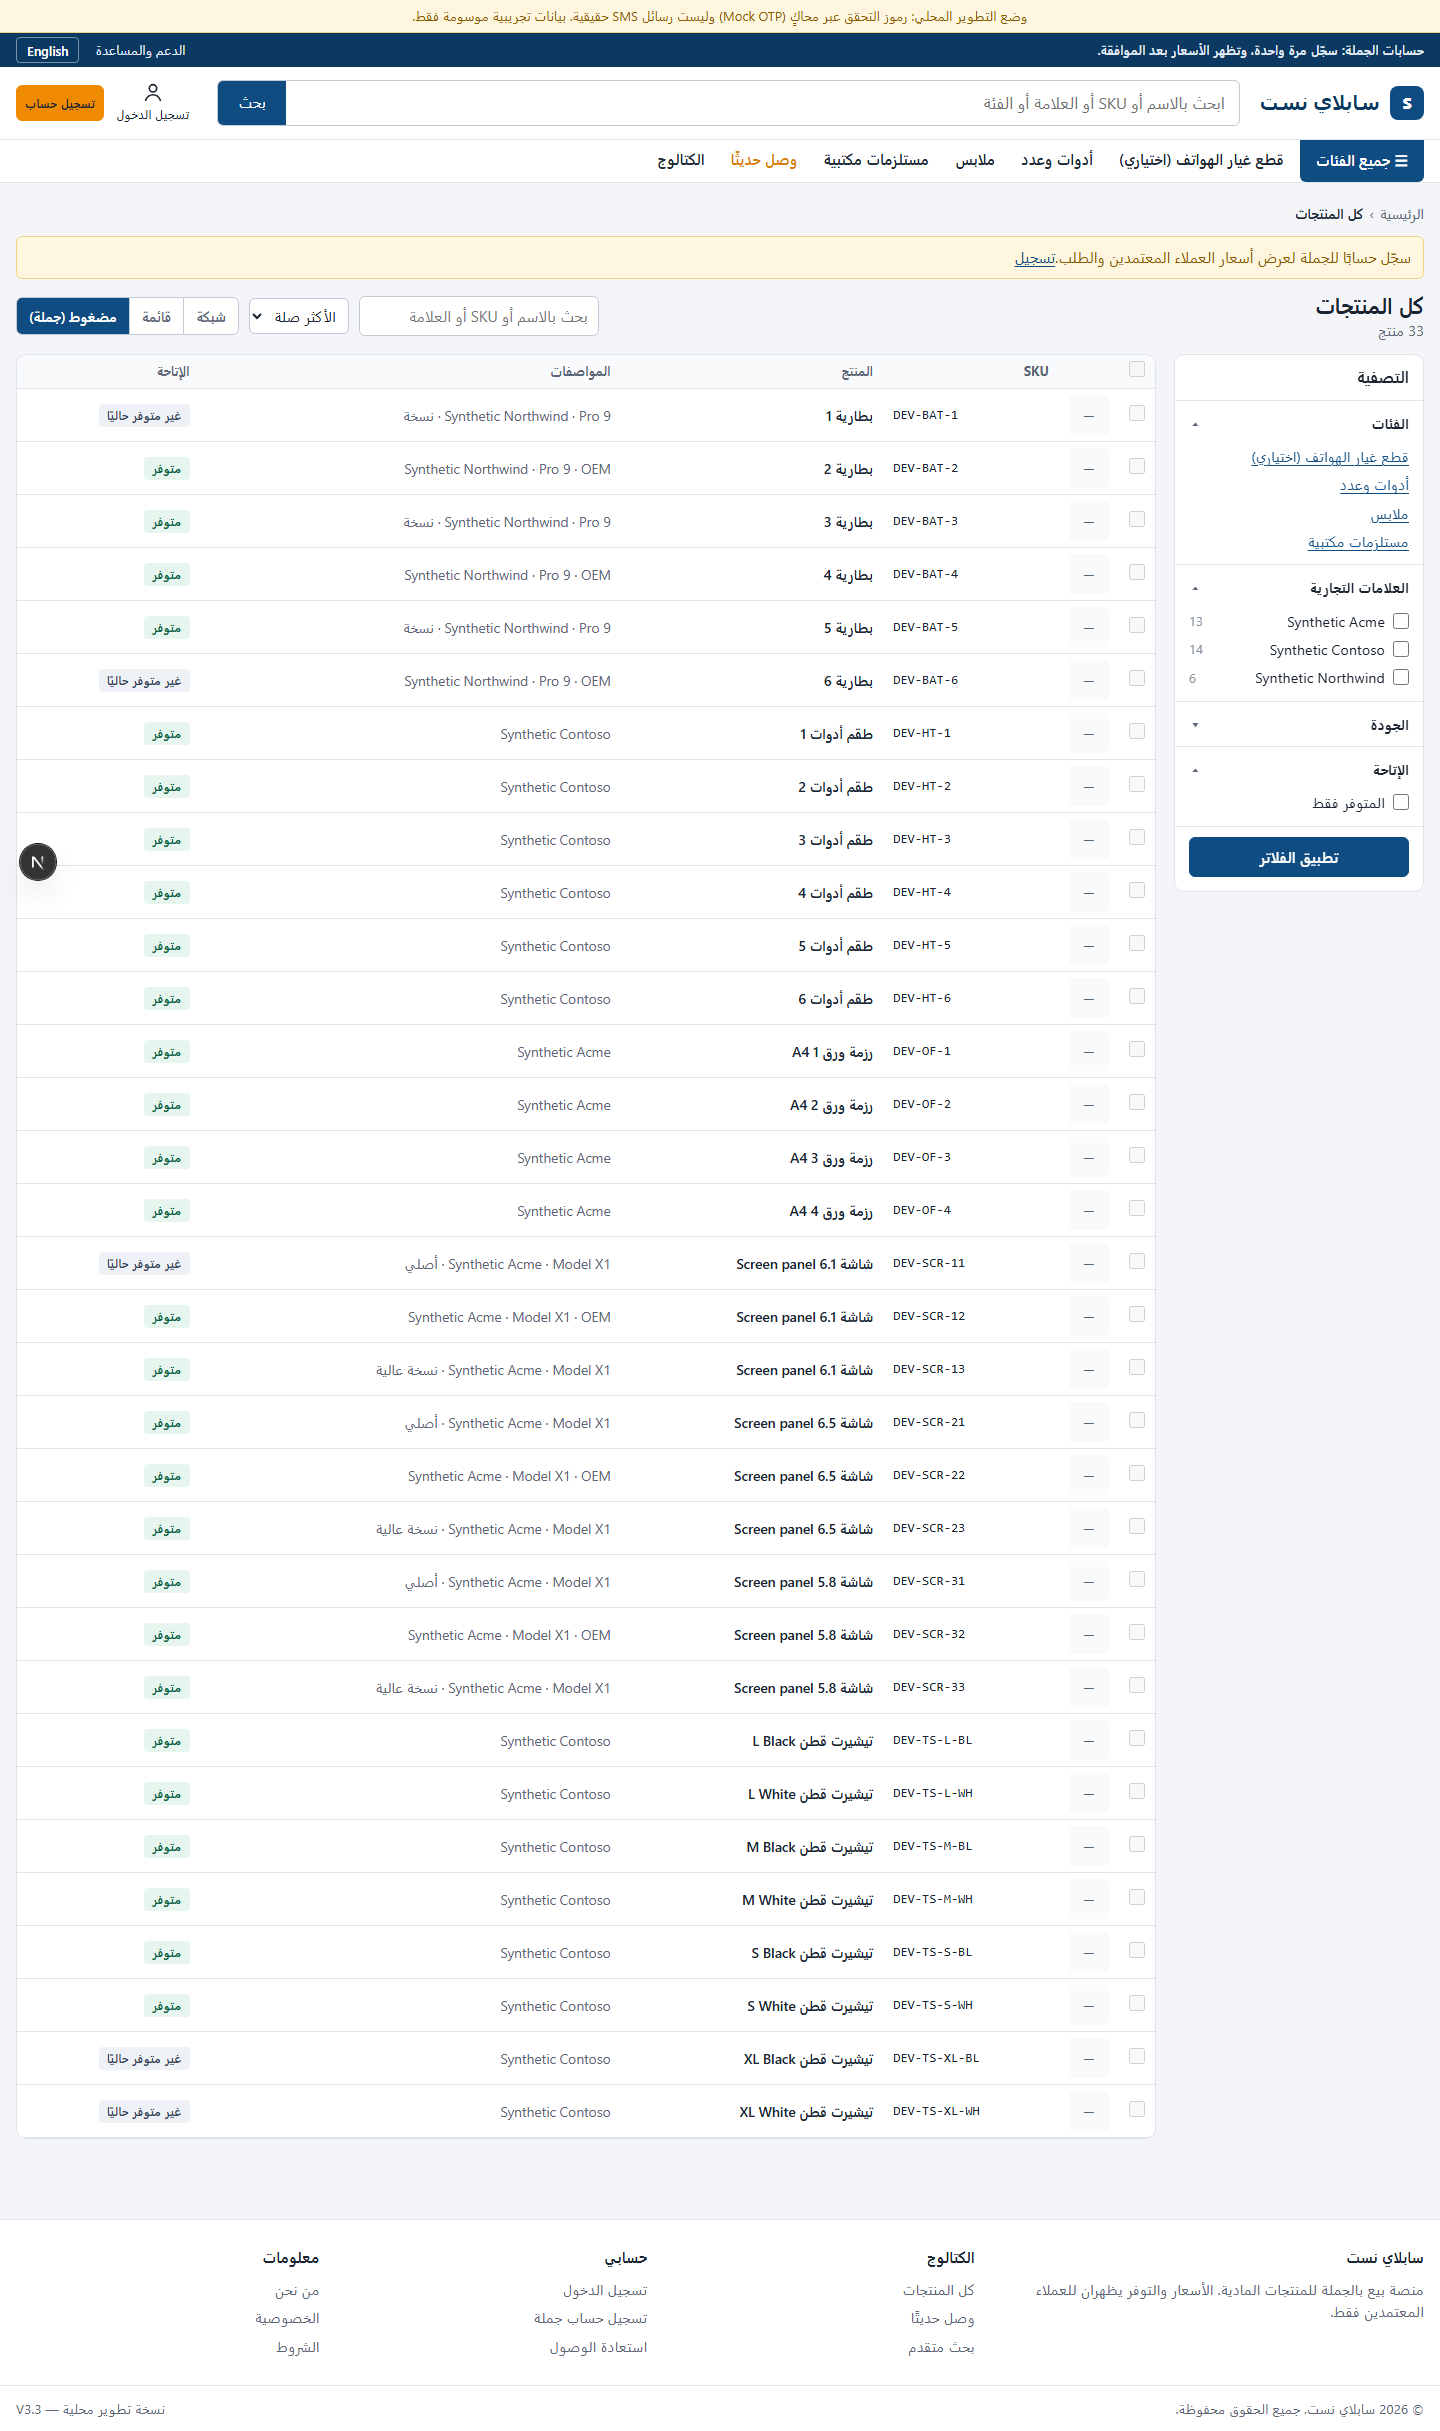 وضع التطوير المحلي: رموز التحقق عبر محاكٍ (Mock OTP) وليست رسائل SMS حقيقية. بيانات تجريبية موسومة فقط.
حسابات الجملة: سجّل مرة واحدة، وتظهر الأسعار بعد الموافقة.
الدعم والمساعدة
English
S
سابلاي نست
ابحث بالاسم أو SKU أو العلامة أو الفئة
بحث
تسجيل الدخول
تسجيل حساب
☰ جميع الفئات
قطع غيار الهواتف (اختياري)
أدوات وعدد
ملابس
مستلزمات مكتبية
وصل حديثًا
الكتالوج
الرئيسية › كل المنتجات
سجّل حسابًا للجملة لعرض أسعار العملاء المعتمدين والطلب.تسجيل
كل المنتجات
33 منتج
بحث بالاسم أو SKU أو العلامة
الأكثر صلة
شبكة
قائمة
مضغوط (جملة)
التصفية
الفئات
قطع غيار الهواتف (اختياري)
أدوات وعدد
ملابس
مستلزمات مكتبية
العلامات التجارية
Synthetic Acme 13
Synthetic Contoso 14
Synthetic Northwind 6
الجودة
الإتاحة
المتوفر فقط
تطبيق الفلاتر
SKU المنتج المواصفات الإتاحة
— DEV-BAT-1 بطارية 1 Synthetic Northwind · Pro 9 · نسخة غير متوفر حاليًا
— DEV-BAT-2 بطارية 2 Synthetic Northwind · Pro 9 · OEM متوفر
— DEV-BAT-3 بطارية 3 Synthetic Northwind · Pro 9 · نسخة متوفر
— DEV-BAT-4 بطارية 4 Synthetic Northwind · Pro 9 · OEM متوفر
— DEV-BAT-5 بطارية 5 Synthetic Northwind · Pro 9 · نسخة متوفر
— DEV-BAT-6 بطارية 6 Synthetic Northwind · Pro 9 · OEM غير متوفر حاليًا
— DEV-HT-1 طقم أدوات 1 Synthetic Contoso متوفر
— DEV-HT-2 طقم أدوات 2 Synthetic Contoso متوفر
— DEV-HT-3 طقم أدوات 3 Synthetic Contoso متوفر
— DEV-HT-4 طقم أدوات 4 Synthetic Contoso متوفر
— DEV-HT-5 طقم أدوات 5 Synthetic Contoso متوفر
— DEV-HT-6 طقم أدوات 6 Synthetic Contoso متوفر
— DEV-OF-1 رزمة ورق A4 1 Synthetic Acme متوفر
— DEV-OF-2 رزمة ورق A4 2 Synthetic Acme متوفر
— DEV-OF-3 رزمة ورق A4 3 Synthetic Acme متوفر
— DEV-OF-4 رزمة ورق A4 4 Synthetic Acme متوفر
— DEV-SCR-11 شاشة Screen panel 6.1 Synthetic Acme · Model X1 · أصلي غير متوفر حاليًا
— DEV-SCR-12 شاشة Screen panel 6.1 Synthetic Acme · Model X1 · OEM متوفر
— DEV-SCR-13 شاشة Screen panel 6.1 Synthetic Acme · Model X1 · نسخة عالية متوفر
— DEV-SCR-21 شاشة Screen panel 6.5 Synthetic Acme · Model X1 · أصلي متوفر
— DEV-SCR-22 شاشة Screen panel 6.5 Synthetic Acme · Model X1 · OEM متوفر
— DEV-SCR-23 شاشة Screen panel 6.5 Synthetic Acme · Model X1 · نسخة عالية متوفر
— DEV-SCR-31 شاشة Screen panel 5.8 Synthetic Acme · Model X1 · أصلي متوفر
— DEV-SCR-32 شاشة Screen panel 5.8 Synthetic Acme · Model X1 · OEM متوفر
— DEV-SCR-33 شاشة Screen panel 5.8 Synthetic Acme · Model X1 · نسخة عالية متوفر
— DEV-TS-L-BL تيشيرت قطن L Black Synthetic Contoso متوفر
— DEV-TS-L-WH تيشيرت قطن L White Synthetic Contoso متوفر
— DEV-TS-M-BL تيشيرت قطن M Black Synthetic Contoso متوفر
— DEV-TS-M-WH تيشيرت قطن M White Synthetic Contoso متوفر
— DEV-TS-S-BL تيشيرت قطن S Black Synthetic Contoso متوفر
— DEV-TS-S-WH تيشيرت قطن S White Synthetic Contoso متوفر
— DEV-TS-XL-BL تيشيرت قطن XL Black Synthetic Contoso غير متوفر حاليًا
— DEV-TS-XL-WH تيشيرت قطن XL White Synthetic Contoso غير متوفر حاليًا
N
سابلاي نست
منصة بيع بالجملة للمنتجات المادية. الأسعار والتوفر يظهران للعملاء
المعتمدين فقط.
الكتالوج
كل المنتجات
وصل حديثًا
بحث متقدم
حسابي
تسجيل الدخول
تسجيل حساب جملة
استعادة الوصول
معلومات
من نحن
الخصوصية
الشروط
© 2026 سابلاي نست. جميع الحقوق محفوظة.
نسخة تطوير محلية — V3.3